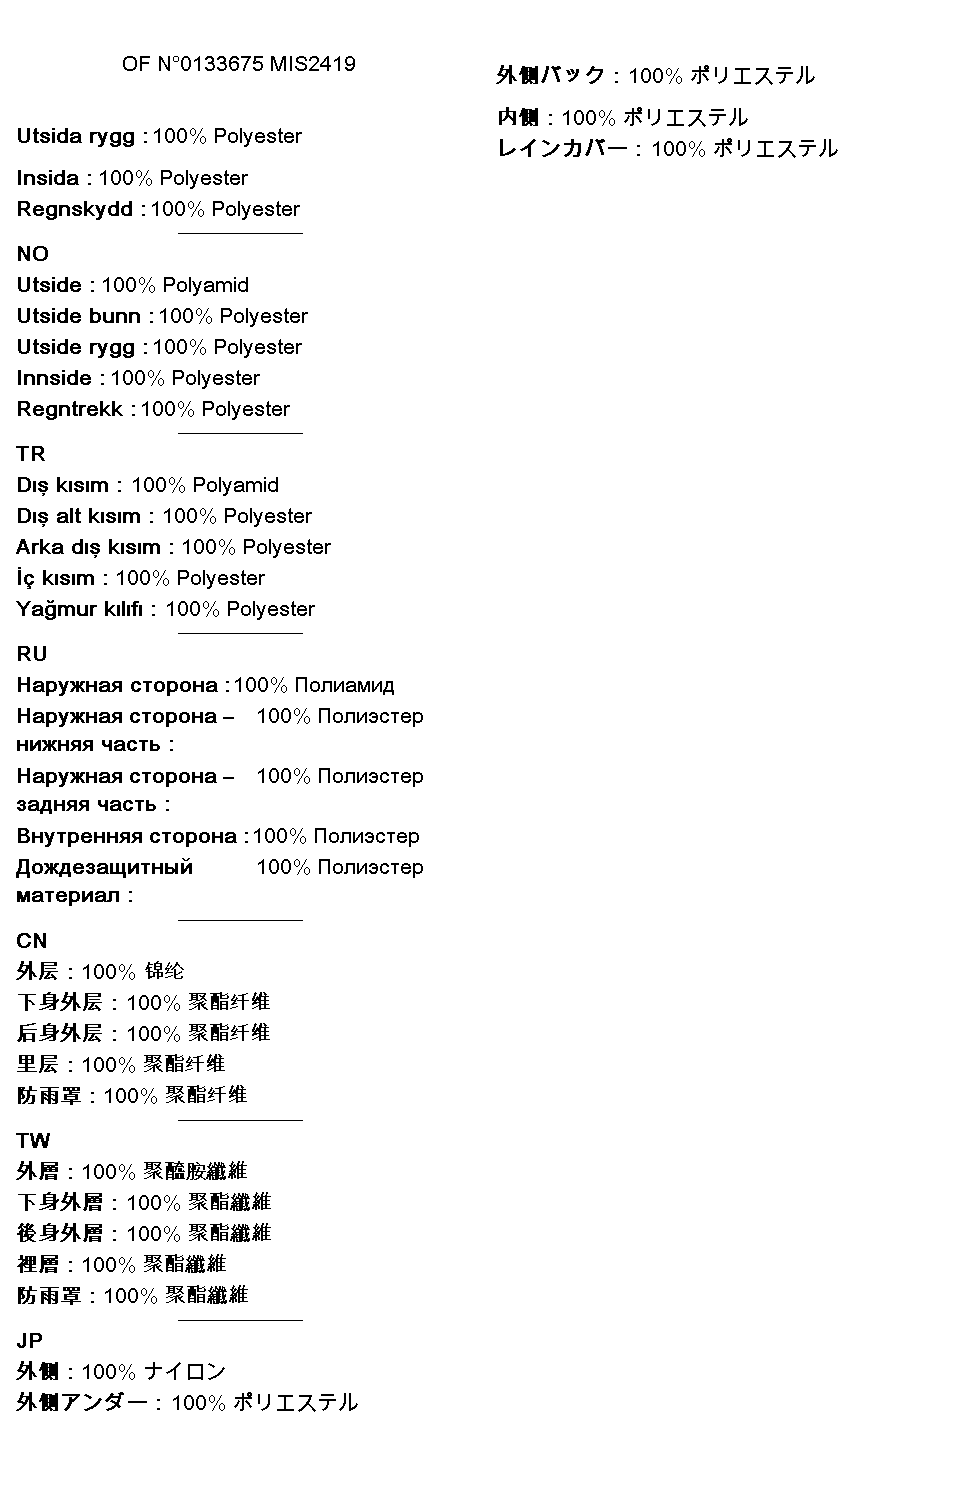 OF N°0133675 MIS2419
Utsida rygg : 100% Polyester
Insida : 100% Polyester
Regnskydd : 100% Polyester
NO
Utside : 100% Polyamid
Utside bunn : 100% Polyester
Utside rygg : 100% Polyester
Innside : 100% Polyester
Regntrekk : 100% Polyester
TR
Dış kısım : 100% Polyamid
Dış alt kısım : 100% Polyester
Arka dış kısım : 100% Polyester
İç kısım : 100% Polyester
Yağmur kılıfı : 100% Polyester
RU
Наружная сторона : 100% Полиамид
Наружная сторона – 100% Полиэстер
нижняя часть :
Наружная сторона – 100% Полиэстер
задняя часть :
Внутренняя сторона : 100% Полиэстер
Дождезащитный 100% Полиэстер
материал :
CN
外层 : 100% 锦纶
下身外层 : 100% 聚酯纤维
后身外层 : 100% 聚酯纤维
里层 : 100% 聚酯纤维
防雨罩 : 100% 聚酯纤维
TW
外層 : 100% 聚醯胺纖維
下身外層 : 100% 聚酯纖維
後身外層 : 100% 聚酯纖維
裡層 : 100% 聚酯纖維
防雨罩 : 100% 聚酯纖維
JP
外側 : 100% ナイロン
外側アンダー : 100% ポリエステル
外側バック : 100% ポリエステル
内側 : 100% ポリエステル
レインカバー : 100% ポリエステル